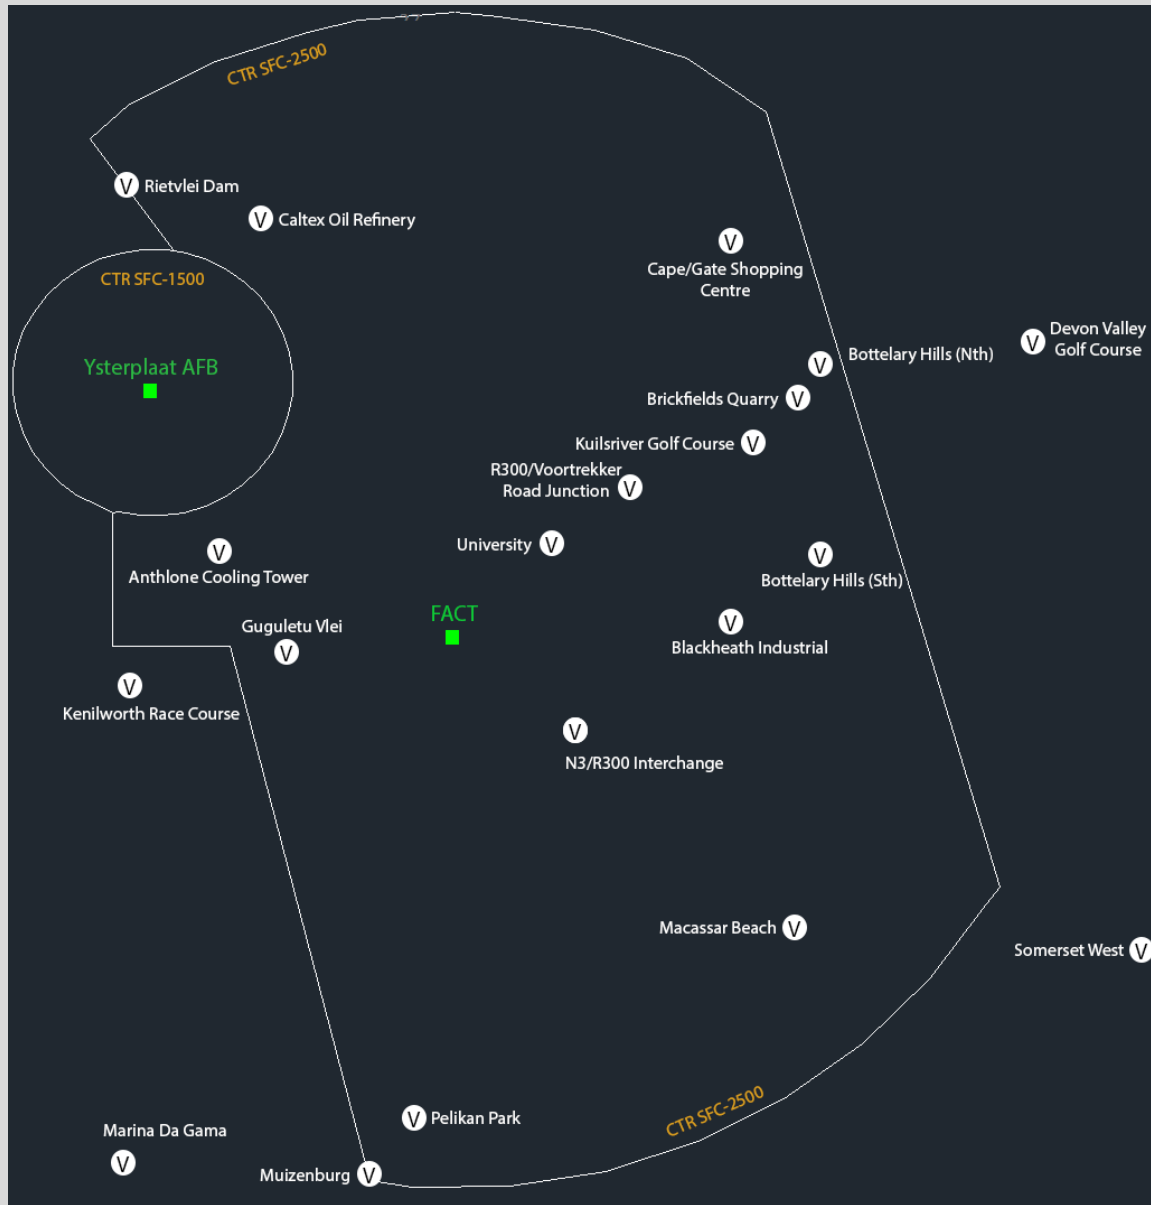 CTR SFC-2500
V Rietvlei Dam
V Caltex Oil Refinery
V
Cape/Gate Shopping
Centre
CTR SFC-1500
Ysterplaat AFB
V
Devon Valley
Golf Course
V Bottelary Hills (Nth)
Brickfields Quarry V
Kuilsriver Golf Course V
R300/Voortrekker
Road Junction V
University V
V
Anthlone Cooling Tower
V
Bottelary Hills (Sth)
FACT
Guguletu Vlei
V
V
Blackheath Industrial
V
Kenilworth Race Course
V
N3/R300 Interchange
Macassar Beach V
Somerset West V
CTR SFC-2500
V Pelikan Park
Marina Da Gama
V
Muizenburg V